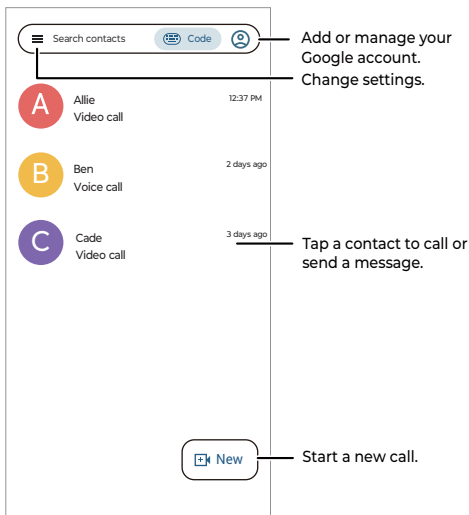 Search contacts Code
Add or manage your
Google account.
Change settings.
A Allie 12:37 PM
Video call
B Ben 2 days ago
Voice call
C Cade 3 days ago
Video call
Tap a contact to call or
send a message.
New
Start a new call.